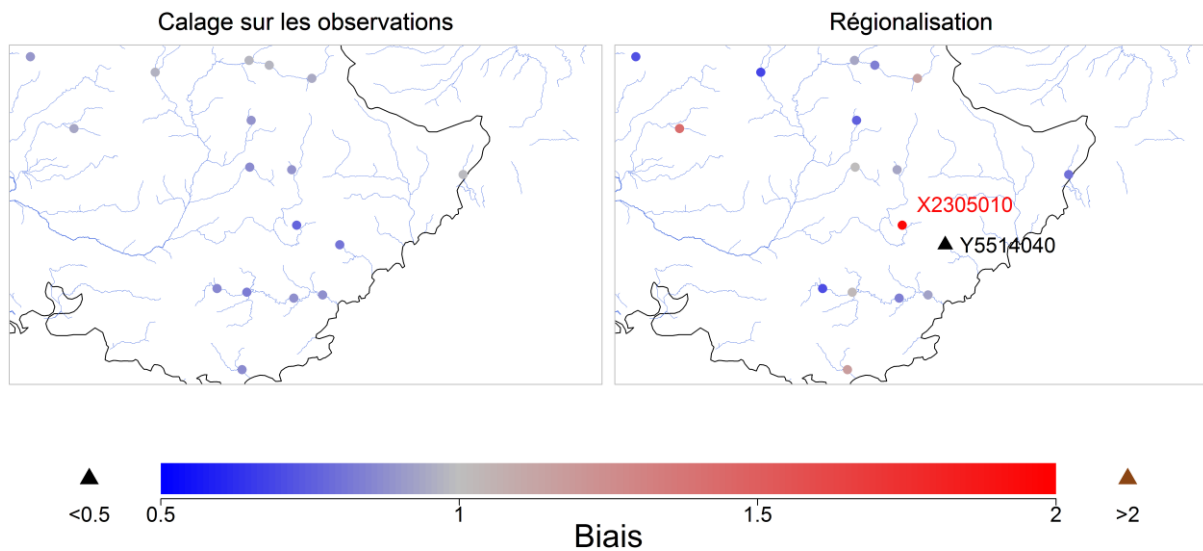 Calage sur les observations
Régionalisation
X2305010
Y5514040
<0.5
0.5
1
1.5
2
>2
Biais